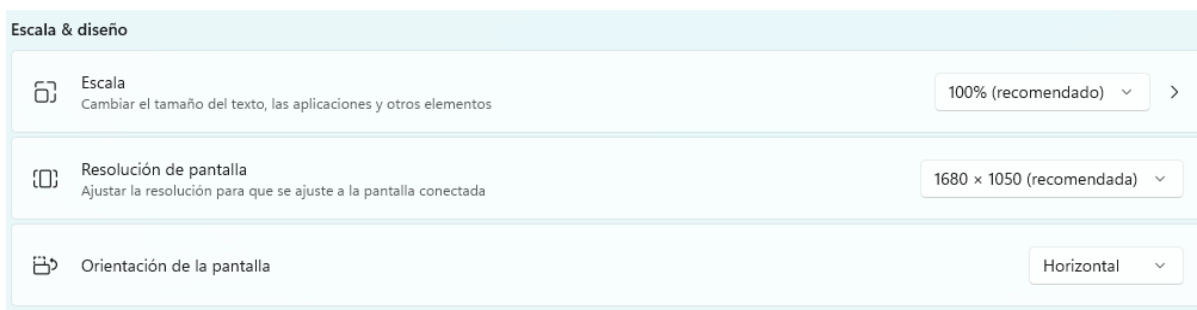 Escala & diseño
Escala
Cambiar el tamaño del texto, las aplicaciones y otros elementos
100% (recomendado)
Resolución de pantalla
Ajustar la resolución para que se ajuste a la pantalla conectada
1680 × 1050 (recomendada)
Orientación de la pantalla
Horizontal